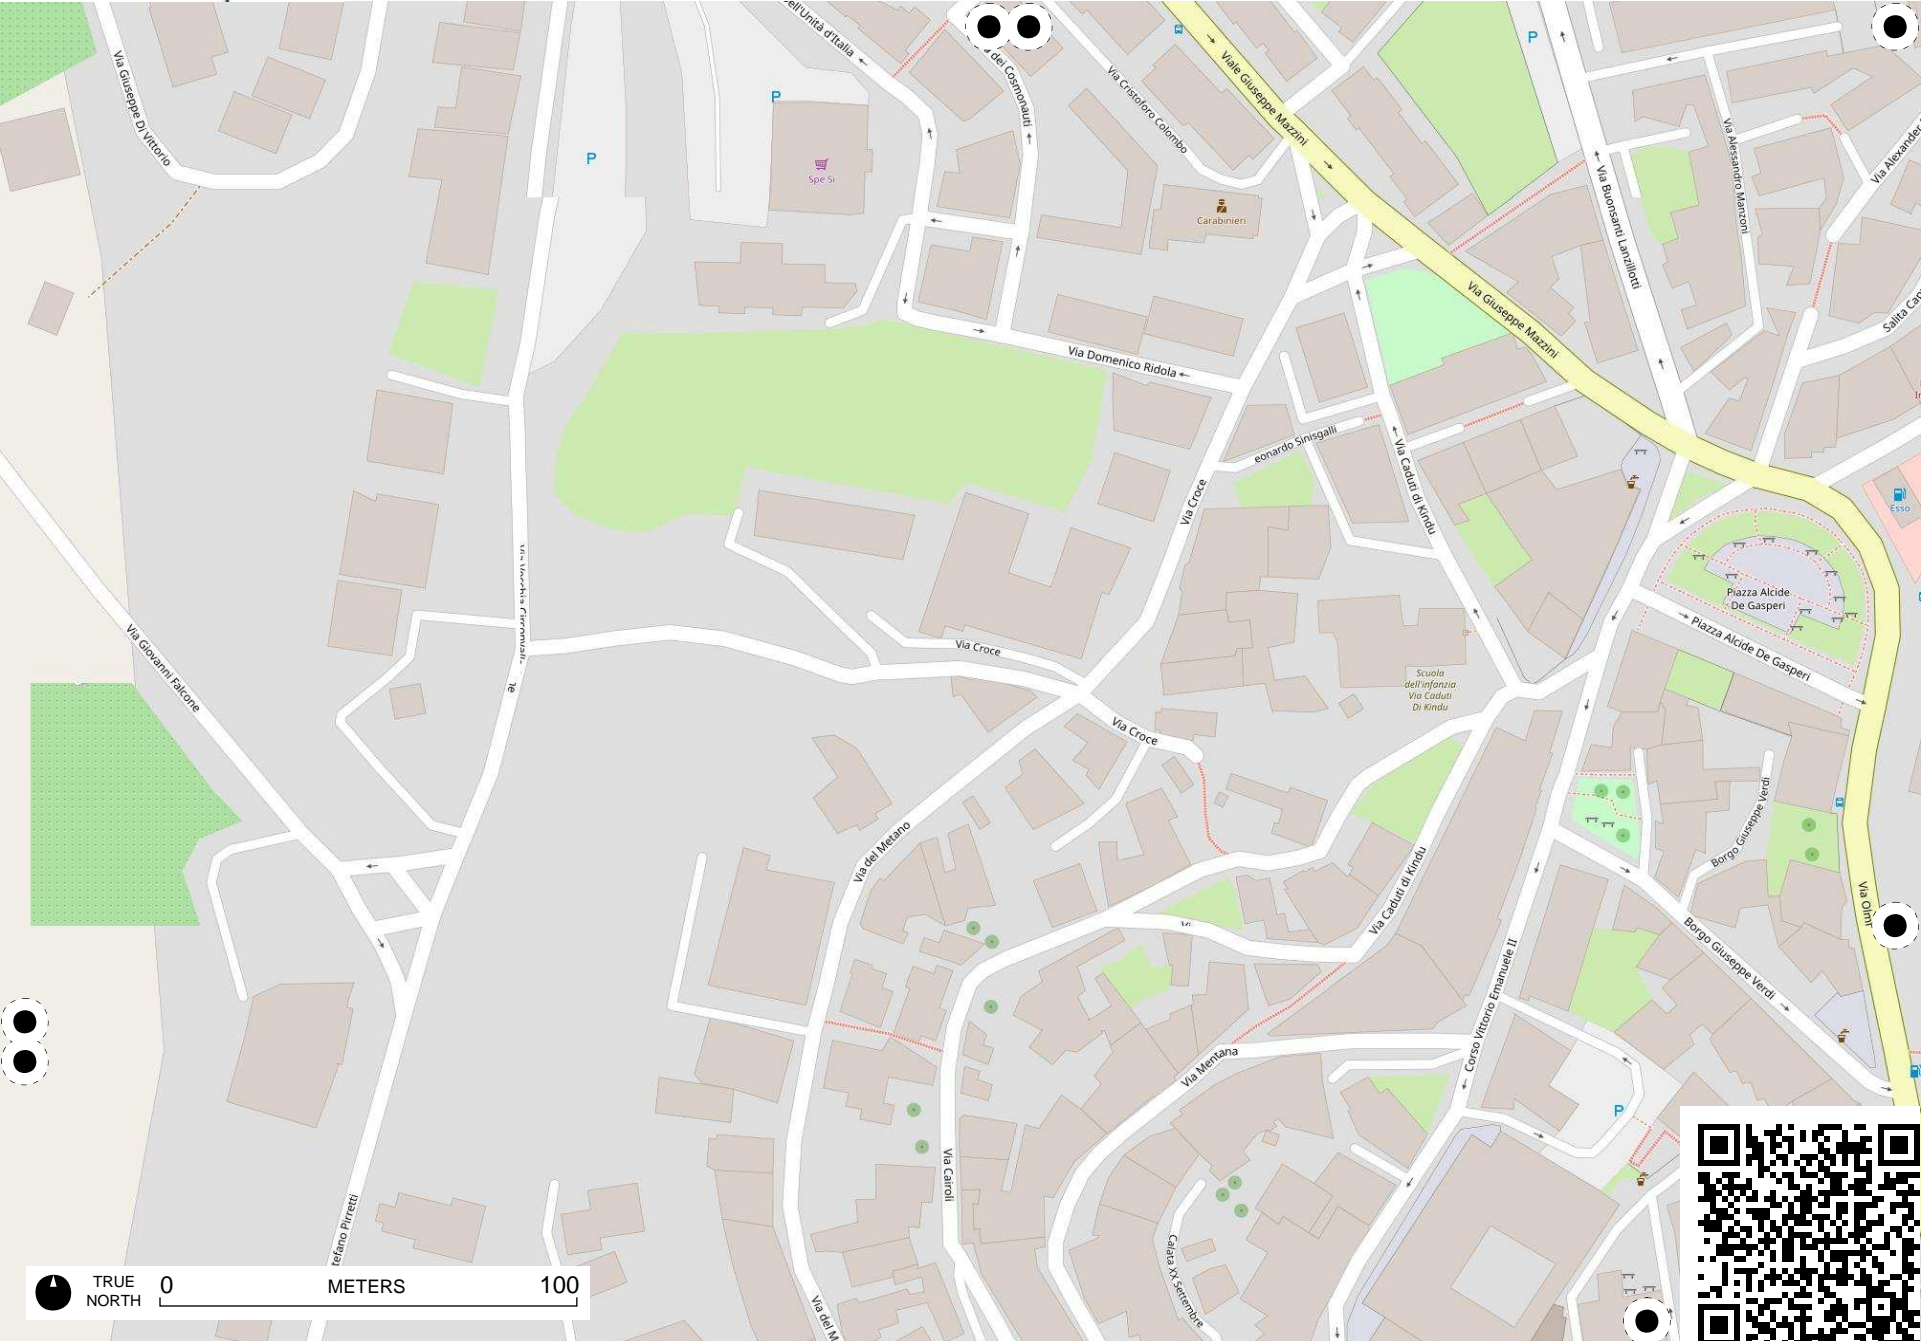 dell'Unità d'Italia
dei Cosmonauti
Via Cristoforo Colombo
Viale Giuseppe Mazzini
P
P
P
Via Giuseppe Di Vittorio
Spe Sì
Carabinieri
Via Buonsanti Lanzillotti
Via Alessandro Manzoni
Via Alexander
Salita
Via Giuseppe Mazzini
Via Domenico Ridola
eonardo Sinisgalli
Via Caduti di Kindu
Via Croce
Esso
Piazza Alcide
De Gasperi
Piazza Alcide De Gasperi
Via Giovanni Falcone
Via Croce
Scuola
dell'infanzia
Via Caduti
Di Kindu
Via Croce
Via del Metano
Borgo Giuseppe Verdi
Via Caduti di Kindu
Borgo Giuseppe Verdi
Corso Vittorio Emanuele II
Via Mentana
P
Via Cairoli
Calata XX Settembre
tefano Pirretti
Via del M
TRUE
NORTH
0 METERS 100